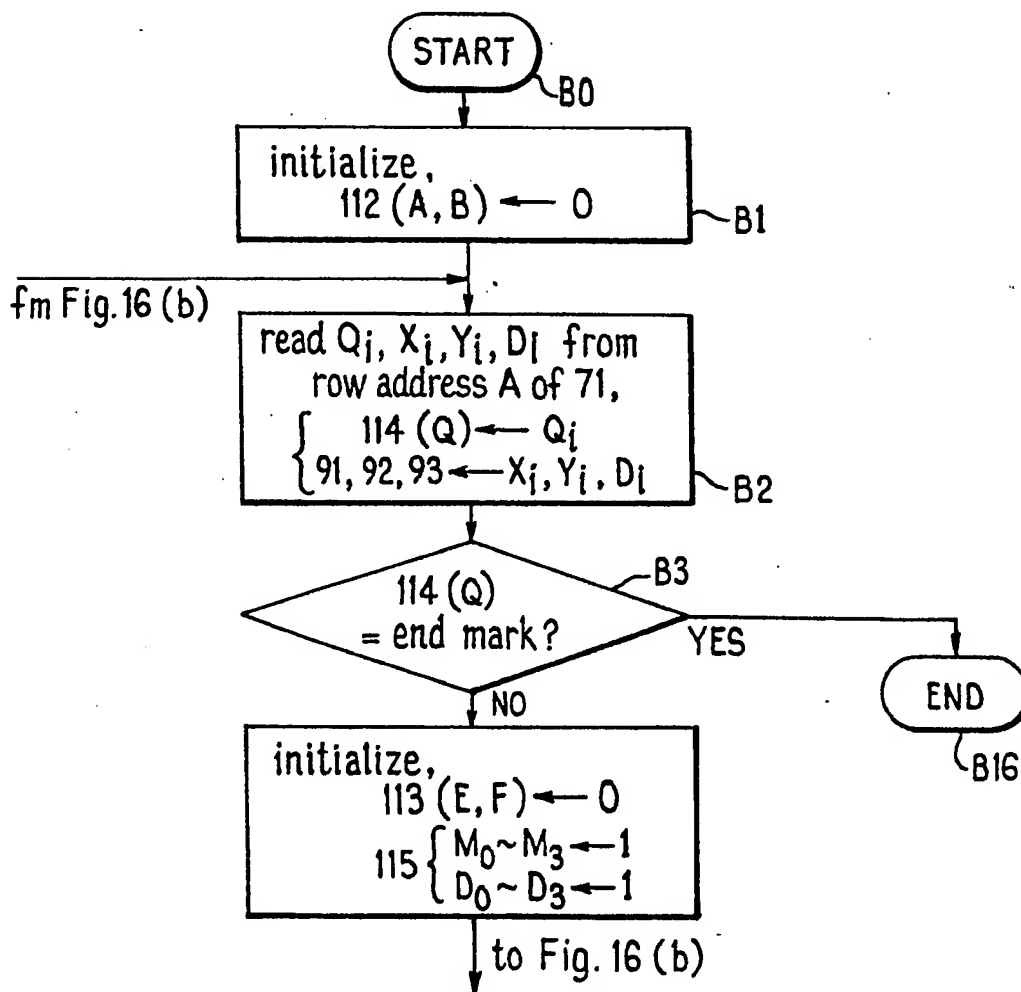 START
B0
initialize,
112 (A, B) ← 0
B1
fm Fig. 16 (b)
read Qi, Xi, Yi, Di from
row address A of 71,
114 (Q) ← Qi
91, 92, 93 ← Xi, Yi, Di
B2
114 (Q)
= end mark?
B3
YES
NO
END
B16
initialize,
113 (E, F) ← 0
115 { M0 ~ M3 ← 1
D0 ~ D3 ← 1
to Fig. 16 (b)